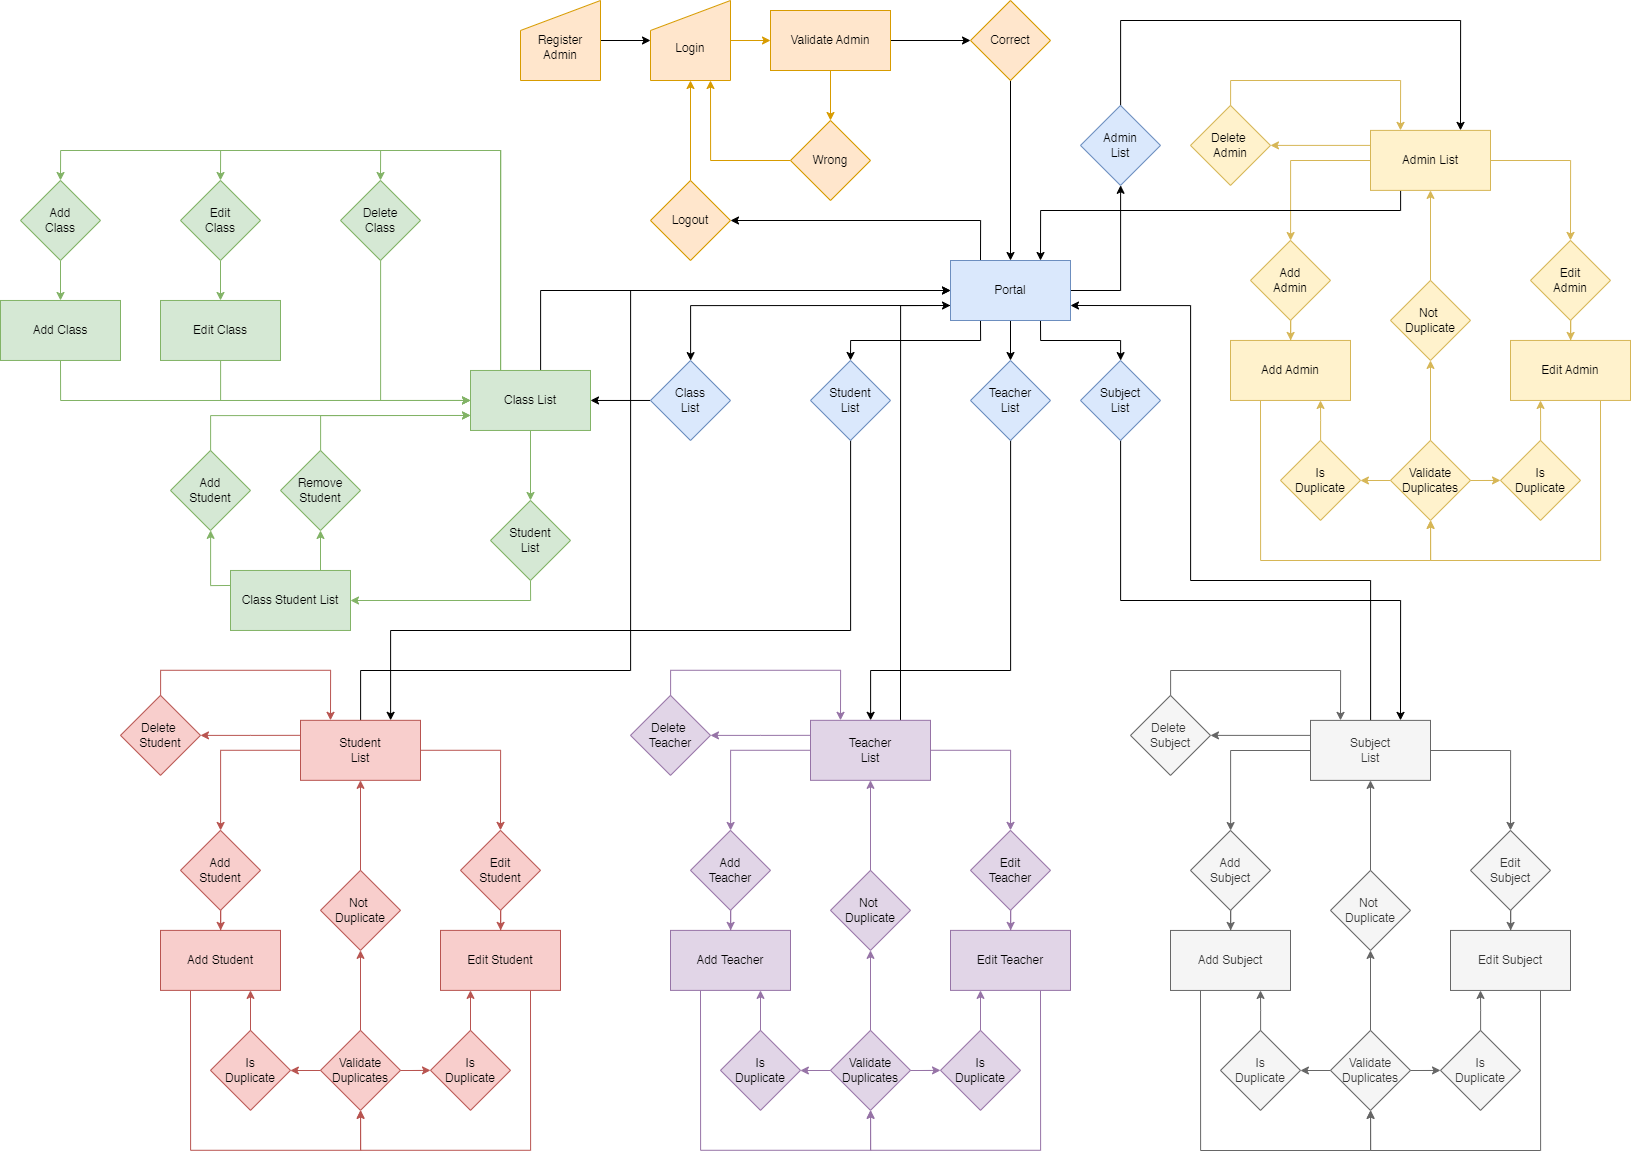 Register
Admin
Login
Validate Admin
Correct
Admin
List
Delete
Admin
Admin List
Wrong
Add
Class
Edit
Class
Delete
Class
Logout
Portal
Add
Admin
Not
Duplicate
Edit
Admin
Add Class
Edit Class
Add Admin
Edit Admin
Class List
Class
List
Student
List
Teacher
List
Subject
List
Add
Student
Remove
Student
Student
List
Is
Duplicate
Validate
Duplicates
Is
Duplicate
Class Student List
Delete
Student
Student
List
Delete
Teacher
Teacher
List
Delete
Subject
Subject
List
Add
Student
Not
Duplicate
Edit
Student
Add
Teacher
Not
Duplicate
Edit
Teacher
Add
Subject
Not
Duplicate
Edit
Subject
Add Student
Edit Student
Add Teacher
Edit Teacher
Add Subject
Edit Subject
Is
Duplicate
Validate
Duplicates
Is
Duplicate
Is
Duplicate
Validate
Duplicates
Is
Duplicate
Is
Duplicate
Validate
Duplicates
Is
Duplicate